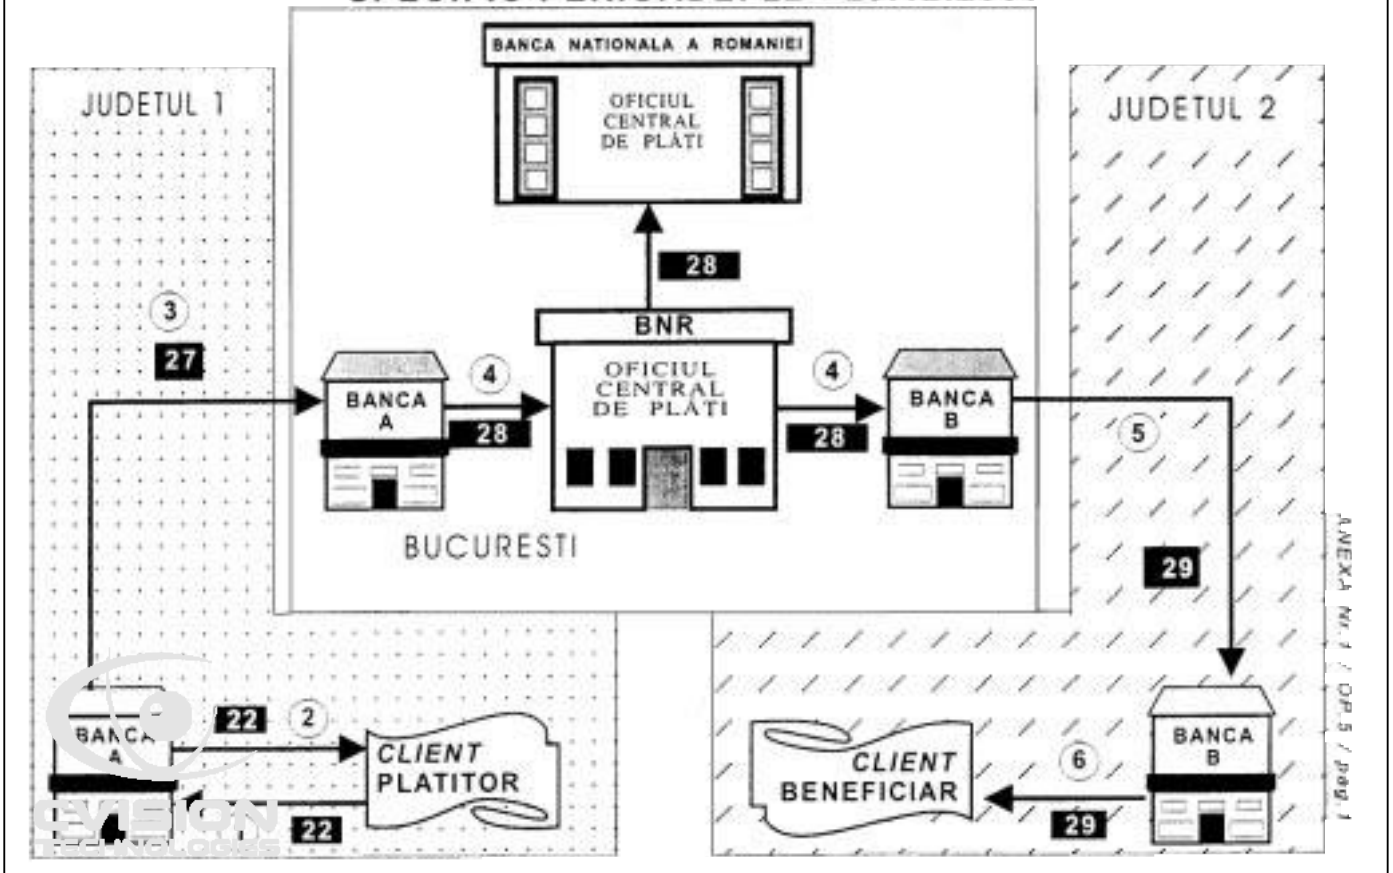 BANCA NATIONALA A ROMANIEI
JUDETUL 1
OFICIUL
CENTRAL
DE PLĂTI
JUDETUL 2
28
3
27
BNR
OFICIUL
CENTRAL
DE PLĂTI
BANCA
A
4
28
4
28
BANCA
B
5
BUCURESTI
29
ANEXA Nr. 1 / OP.5 / pag. 1
BANCA
A
22
2
CLIENT
PLATITOR
22
CLIENT
BENEFICIAR
6
29
BANCA
B
CVISION
TECHNOLOGIES